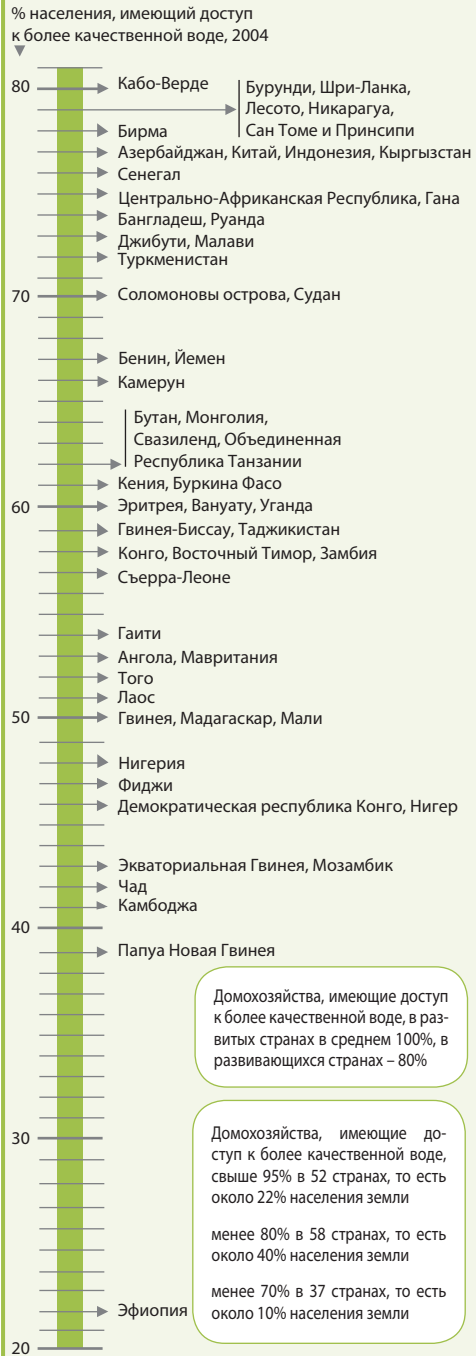 % населения, имеющий доступ
к более качественной воде, 2004
80
Кабо-Верде
Бурунди, Шри-Ланка,
Лесото, Никарагуа,
Сан Томе и Принсипи
Бирма
Азербайджан, Китай, Индонезия, Кыргызстан
Сенегал
Центрально-Африканская Республика, Гана
Бангладеш, Руанда
Джибути, Малави
Туркменистан
70
Соломоновы острова, Судан
Бенин, Йемен
Камерун
Бутан, Монголия,
Свазиленд, Объединенная
Республика Танзании
Кения, Буркина Фасо
60
Эритрея, Вануату, Уганда
Гвинея-Биссау, Таджикистан
Конго, Восточный Тимор, Замбия
Съерра-Леоне
Гаити
Ангола, Мавритания
Того
Лаос
50
Гвинея, Мадагаскар, Мали
Нигерия
Фиджи
Демократическая республика Конго, Нигер
Экваториальная Гвинея, Мозамбик
Чад
Камбоджа
40
Папуа Новая Гвинея
Домохозяйства, имеющие доступ
к более качественной воде, в раз-
витых странах в среднем 100%, в
развивающихся странах – 80%
30
Домохозяйства, имеющие до-
ступ к более качественной воде,
свыше 95% в 52 странах, то есть
около 22% населения земли
менее 80% в 58 странах, то есть
около 40% населения земли
менее 70% в 37 странах, то есть
около 10% населения земли
Эфиопия
20